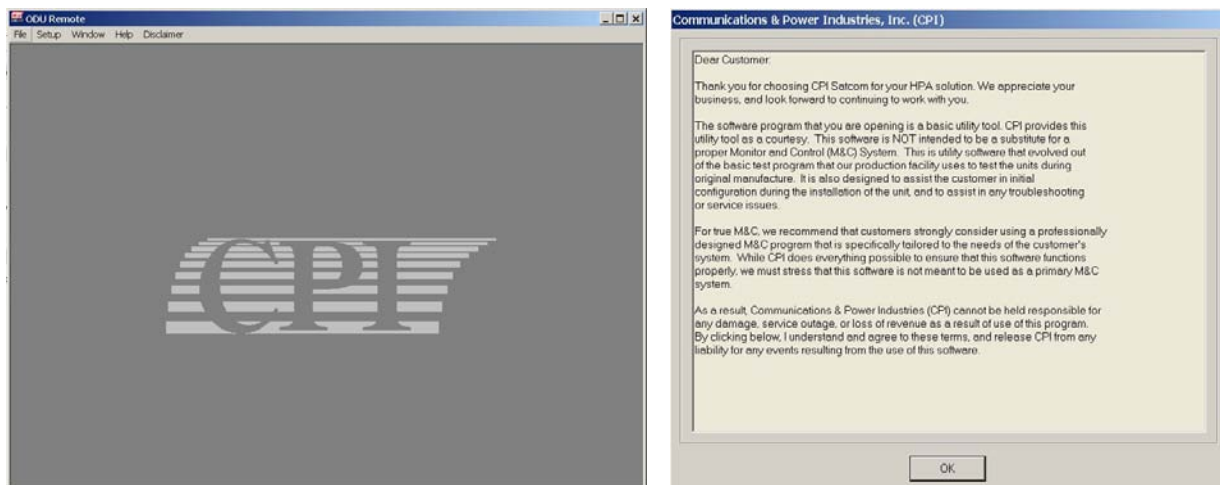 ODU Remote
File Setup Window Help Disclaimer
CPI
Communications & Power Industries, Inc. (CPI)
Dear Customer:
Thank you for choosing CPI Satcom for your HPA solution. We appreciate your
business, and look forward to continuing to work with you.
The software program that you are opening is a basic utility tool. CPI provides this
utility tool as a courtesy. This software is NOT intended to be a substitute for a
proper Monitor and Control (M&C) System. This is utility software that evolved out
of the basic test program that our production facility uses to test the units during
original manufacture. It is also designed to assist the customer in initial
configuration during the installation of the unit, and to assist in any troubleshooting
or service issues.
For true M&C, we recommend that customers strongly consider using a professionally
designed M&C program that is specifically tailored to the needs of the customer's
system. While CPI does everything possible to ensure that this software functions
properly, we must stress that this software is not meant to be used as a primary M&C
system.
As a result, Communications & Power Industries (CPI) cannot be held responsible for
any damage, service outage, or loss of revenue as a result of use of this program.
By clicking below, I understand and agree to these terms, and release CPI from any
liability for any events resulting from the use of this software.
OK